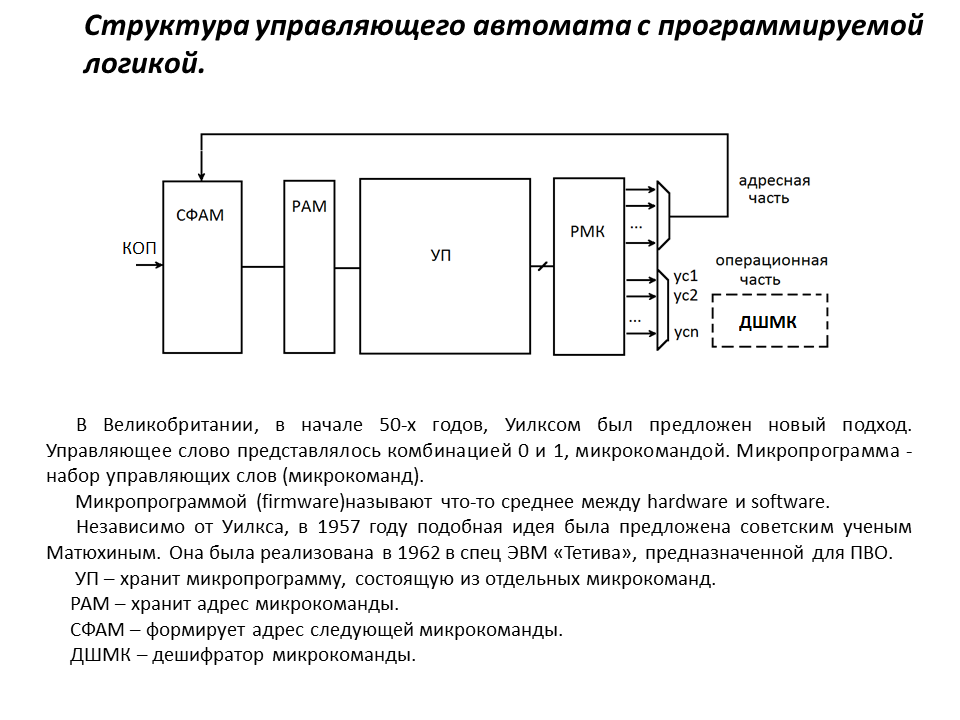 Структура управляющего автомата с программируемой
логикой.
адресная
часть
СФАМ
РАМ
РМК
...
КОП
УП
операционная
часть
ус1
ус2
...
усn
ДШМК
В Великобритании, в начале 50-х годов, Уилксом был предложен новый подход.
Управляющее слово представлялось комбинацией 0 и 1, микрокомандой. Микропрограмма -
набор управляющих слов (микрокоманд).
Микропрограммой (firmware)называют что-то среднее между hardware и software.
Независимо от Уилкса, в 1957 году подобная идея была предложена советским ученым
Матюхиным. Она была реализована в 1962 в спец ЭВМ «Тетива», предназначенной для ПВО.
УП – хранит микропрограмму, состоящую из отдельных микрокоманд.
РАМ – хранит адрес микрокоманды.
СФАМ – формирует адрес следующей микрокоманды.
ДШМК – дешифратор микрокоманды.